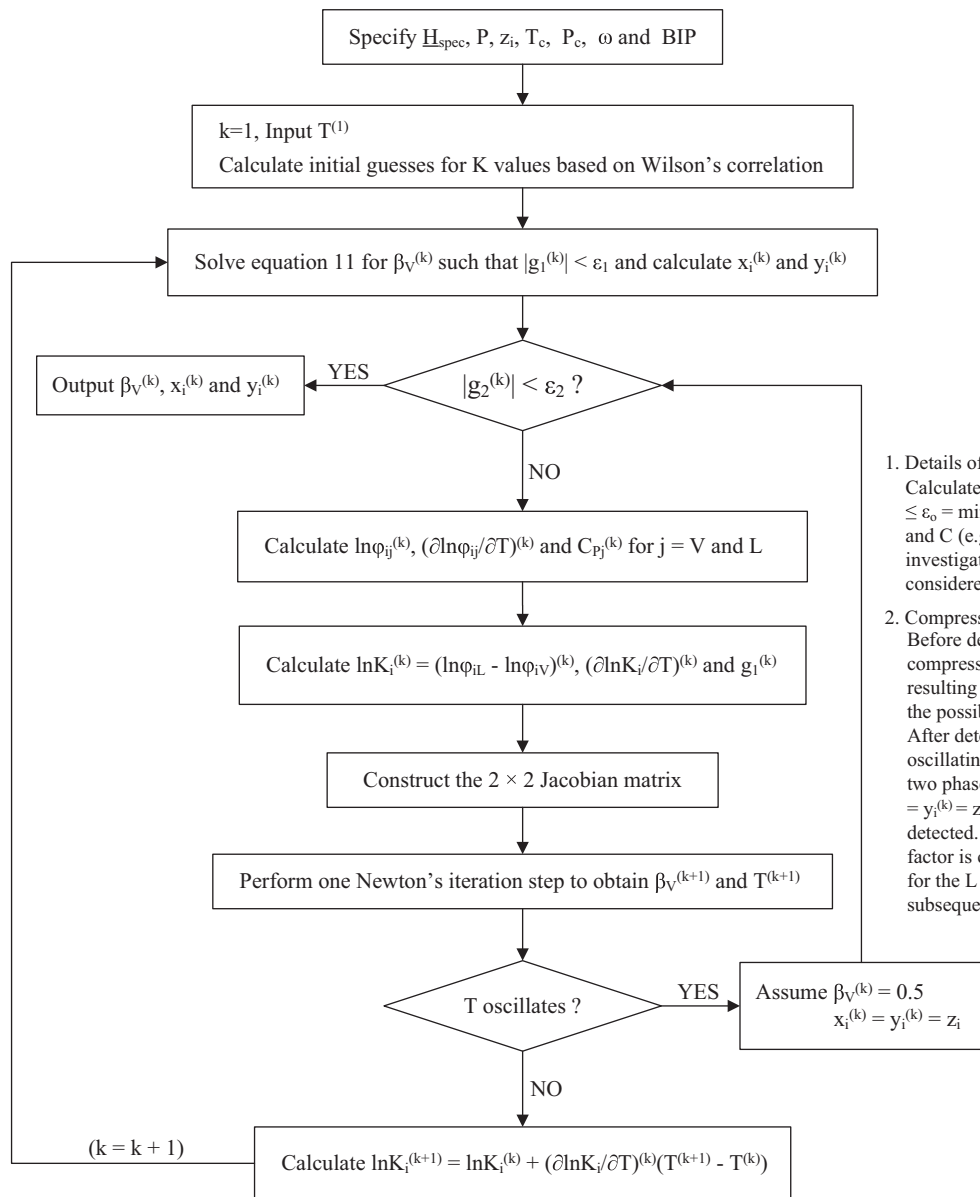 Specify H̲spec, P, zᵢ, T꜀, P꜀, ω and BIP
k=1, Input T⁽¹⁾
Calculate initial guesses for K values based on Wilson's correlation
Solve equation 11 for βV⁽ᵏ⁾ such that |g₁⁽ᵏ⁾| < ε₁ and calculate xᵢ⁽ᵏ⁾ and yᵢ⁽ᵏ⁾
Output βV⁽ᵏ⁾, xᵢ⁽ᵏ⁾ and yᵢ⁽ᵏ⁾
YES
|g₂⁽ᵏ⁾| < ε₂ ?
NO
Calculate lnφij⁽ᵏ⁾, (∂lnφij/∂T)⁽ᵏ⁾ and CPj⁽ᵏ⁾ for j = V and L
Calculate lnKᵢ⁽ᵏ⁾ = (lnφiL - lnφiV)⁽ᵏ⁾, (∂lnKᵢ/∂T)⁽ᵏ⁾ and g₁⁽ᵏ⁾
Construct the 2 × 2 Jacobian matrix
Perform one Newton's iteration step to obtain βV⁽ᵏ⁺¹⁾ and T⁽ᵏ⁺¹⁾
T oscillates ?
YES
Assume βV⁽ᵏ⁾ = 0.5
xᵢ⁽ᵏ⁾ = yᵢ⁽ᵏ⁾ = zᵢ
NO
(k = k + 1)
Calculate lnKᵢ⁽ᵏ⁺¹⁾ = lnKᵢ⁽ᵏ⁾ + (∂lnKᵢ/∂T)⁽ᵏ⁾(T⁽ᵏ⁺¹⁾ - T⁽ᵏ⁾)
1. Details of
Calculate
≤ εₒ = mi
and C (e.
investigat
considere
2. Compress
Before de
compress
resulting
the possib
After dete
oscillatin
two phase
= yᵢ⁽ᵏ⁾ = z
detected.
factor is
for the L
subseque